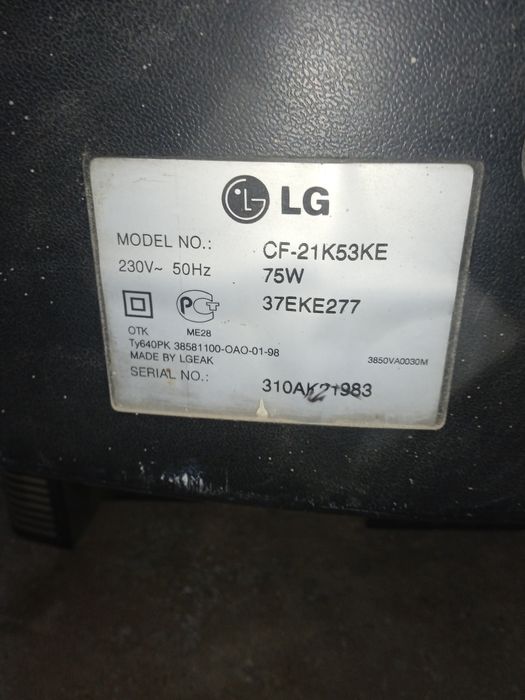 LG
MODEL NO.: CF-21K53KE
230V~ 50Hz 75W
37EKE277
OTK ME28
Ty640PK 38581100-OAO-01-98
MADE BY LGEAK 3850VA0030M
SERIAL NO.: 310AK21983